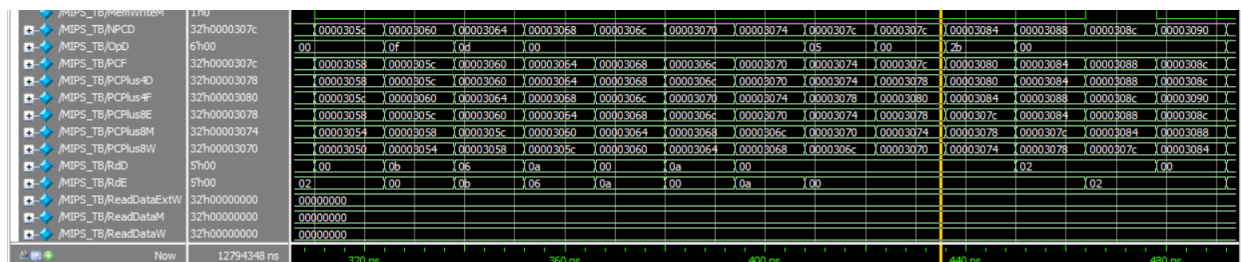 /MIPS_TB/MemWriteM 1'h0
/MIPS_TB/NPCD 32'h0000307c 0000305c 00003060 00003064 00003068 0000306c 00003070 00003074 0000307c 0000307c 00003084 00003088 0000308c 00003090
/MIPS_TB/OpD 6'h00 00 0f 0d 00 05 00 2b 00
/MIPS_TB/PCF 32'h0000307c 00003058 0000305c 00003060 00003064 00003068 0000306c 00003070 00003074 0000307c 00003080 00003084 00003088 0000308c
/MIPS_TB/PCPlus4D 32'h00003078 00003058 0000305c 00003060 00003064 00003068 0000306c 00003070 00003074 00003078 00003080 00003084 00003088 0000308c
/MIPS_TB/PCPlus4F 32'h00003080 0000305c 00003060 00003064 00003068 0000306c 00003070 00003074 00003078 00003080 00003084 00003088 0000308c 00003090
/MIPS_TB/PCPlus8E 32'h00003078 00003058 0000305c 00003060 00003064 00003068 0000306c 00003070 00003074 00003078 0000307c 00003084 00003088 0000308c
/MIPS_TB/PCPlus8M 32'h00003074 00003054 00003058 0000305c 00003060 00003064 00003068 0000306c 00003070 00003074 00003078 0000307c 00003084 00003088
/MIPS_TB/PCPlus8W 32'h00003070 00003050 00003054 00003058 0000305c 00003060 00003064 00003068 0000306c 00003070 00003074 00003078 0000307c 00003084
/MIPS_TB/RdD 5'h00 00 0b 06 0a 00 0a 00 02 00
/MIPS_TB/RdE 5'h00 02 00 0b 06 0a 00 0a 00 02
/MIPS_TB/ReadDataExtW 32'h00000000 00000000
/MIPS_TB/ReadDataM 32'h00000000 00000000
/MIPS_TB/ReadDataW 32'h00000000 00000000
Now 12794348 ns 320 ns 360 ns 400 ns 440 ns 480 ns